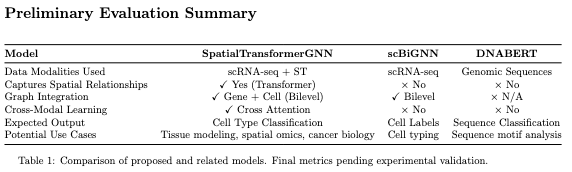 Preliminary Evaluation Summary
Model SpatialTransformerGNN scBiGNN DNABERT
Data Modalities Used scRNA-seq + ST scRNA-seq Genomic Sequences
Captures Spatial Relationships ✓ Yes (Transformer) × No × No
Graph Integration ✓ Gene + Cell (Bilevel) ✓ Bilevel × N/A
Cross-Modal Learning ✓ Cross Attention × No × No
Expected Output Cell Type Classification Cell Labels Sequence Classification
Potential Use Cases Tissue modeling, spatial omics, cancer biology Cell typing Sequence motif analysis
Table 1: Comparison of proposed and related models. Final metrics pending experimental validation.